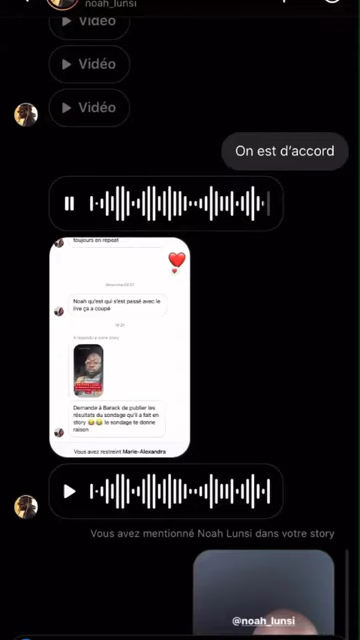 noah_lunsi
Vidéo
Vidéo
Vidéo
On est d'accord
toujours en repeat
Noah qu'est qui s'est passé avec le
live ça a coupé
Demande à Barack de publier les
résultats du sondage qu'il a fait en
story 😂😂 le sondage te donne
raison
Vous avez restreint Marie-Alexandra
Vous avez mentionné Noah Lunsi dans votre story
@noah_lunsi